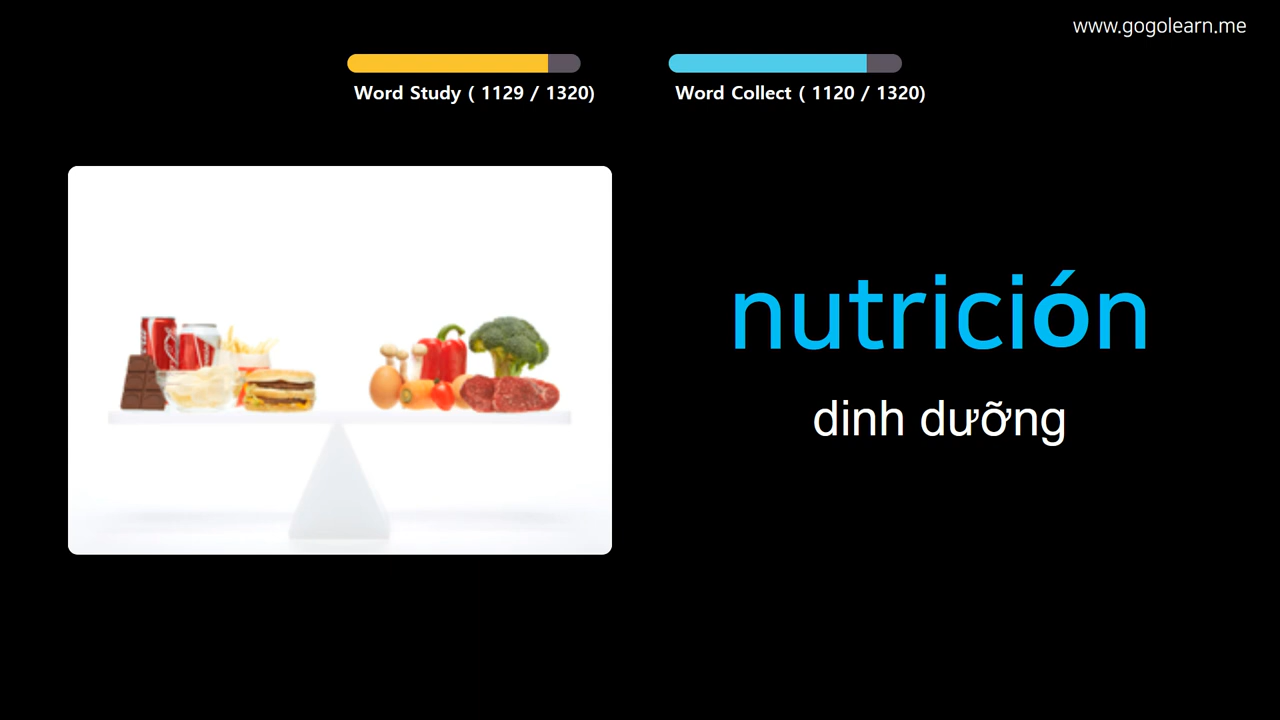 www.gogolearn.me
Word Study ( 1129 / 1320)
Word Collect ( 1120 / 1320)
nutrición
dinh dưỡng